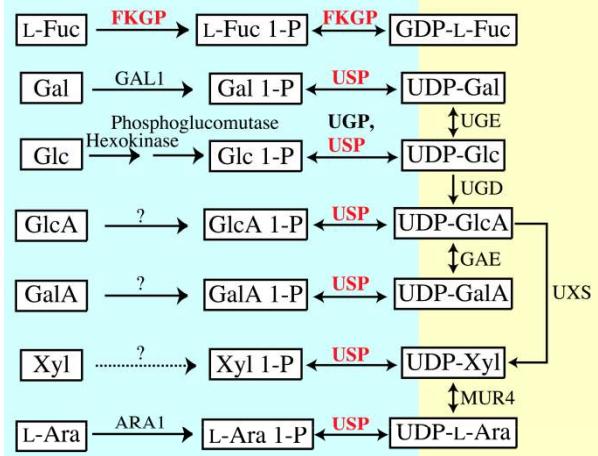 L-Fuc FKGP L-Fuc 1-P FKGP GDP-L-Fuc
Gal GAL1 Gal 1-P USP UDP-Gal
UGE
Phosphoglucomutase UGP,
Hexokinase
Glc Glc 1-P USP UDP-Glc
UGD
GlcA ? GlcA 1-P USP UDP-GlcA
GAE
GalA ? GalA 1-P USP UDP-GalA
UXS
Xyl ? Xyl 1-P USP UDP-Xyl
MUR4
L-Ara ARA1 L-Ara 1-P USP UDP-L-Ara